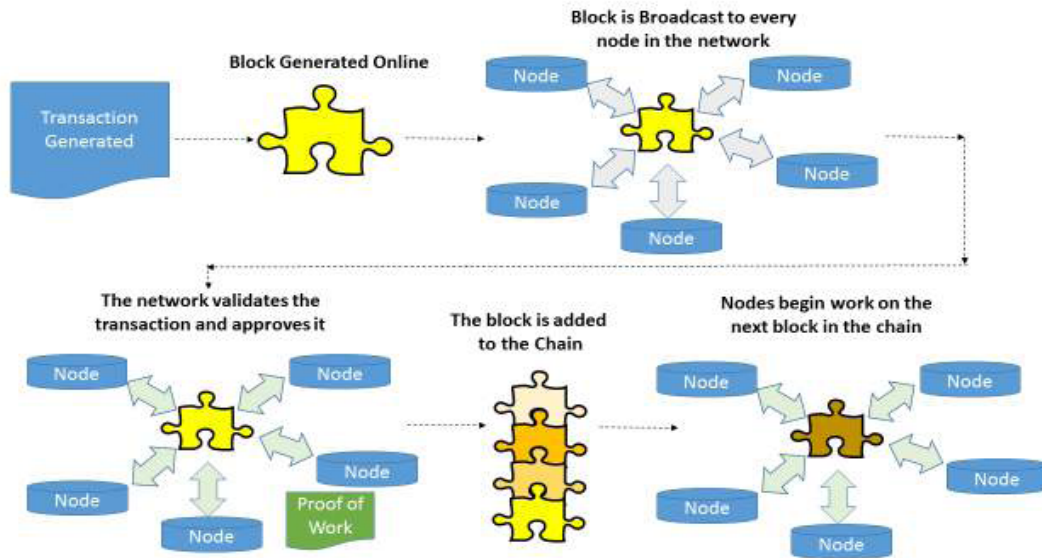 Block is Broadcast to every
node in the network
Block Generated Online
Transaction
Generated
Node
Node
Node
Node
Node
The network validates the
transaction and approves it
Node
Node
Node
Node
Node
Proof of
Work
The block is added
to the Chain
Nodes begin work on the
next block in the chain
Node
Node
Node
Node
Node